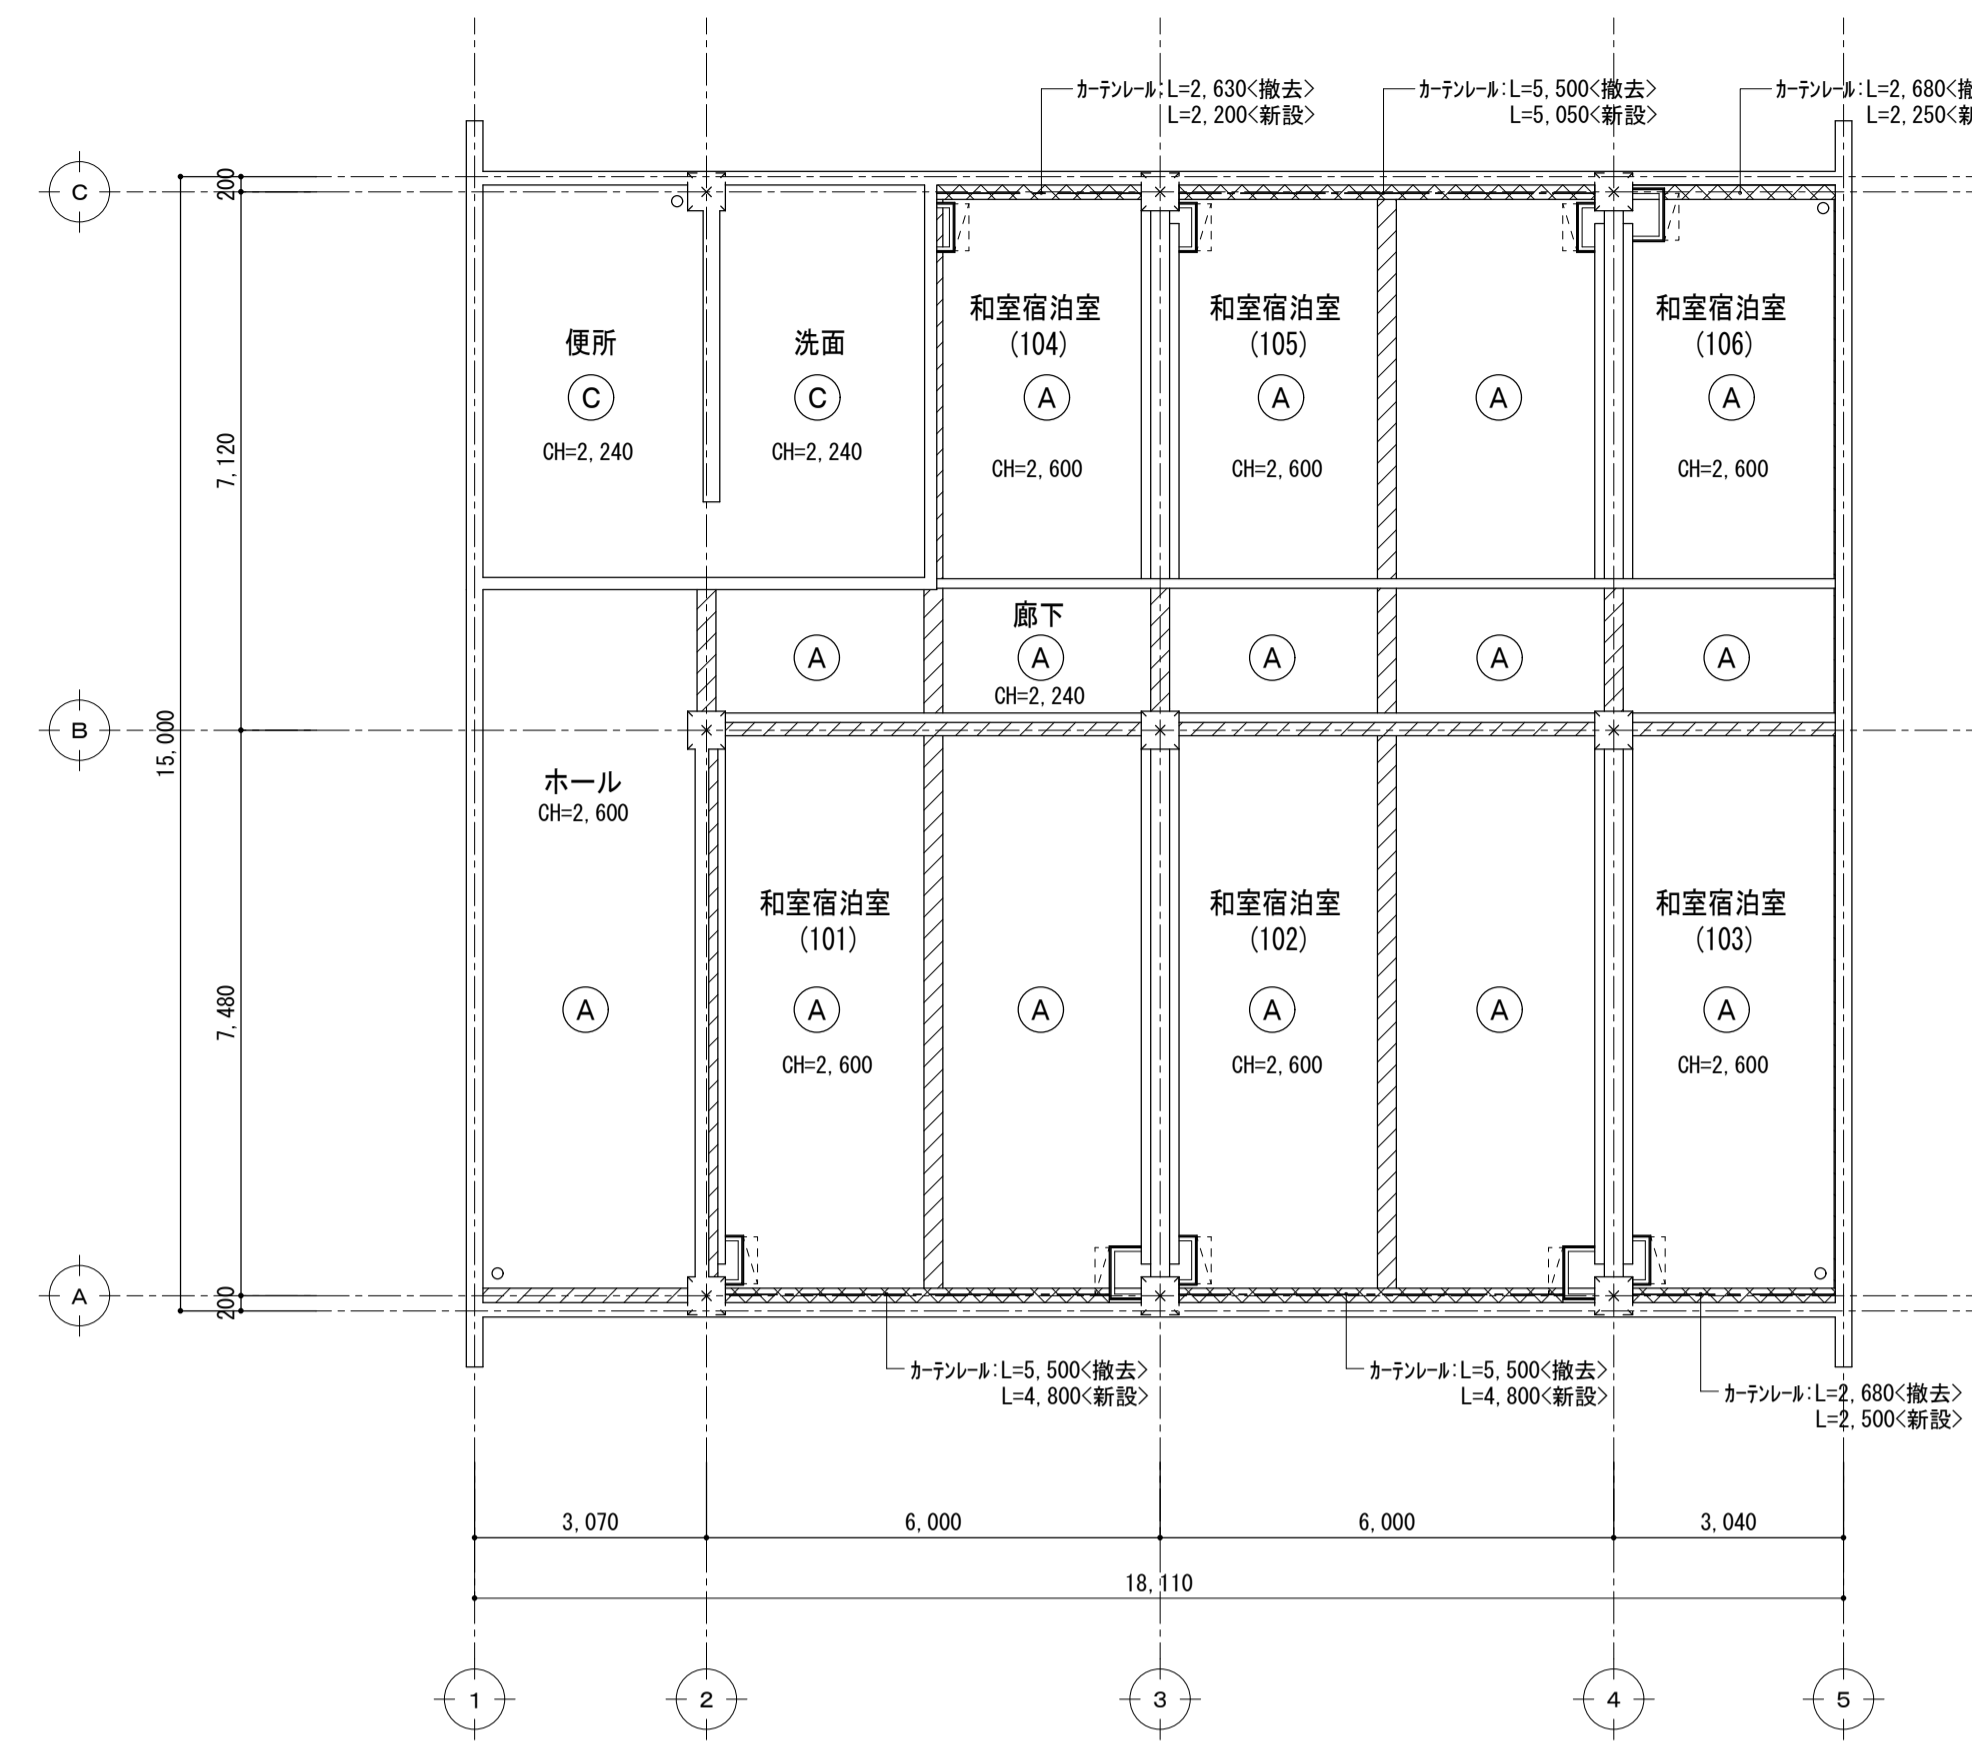 カーテンレール:L=2,630<撤去>
L=2,200<新設>
カーテンレール:L=5,500<撤去>
L=5,050<新設>
カーテンレール:L=2,680<撤
L=2,250<新
C
200
7,120
15,000
B
7,480
200
A
便所
C
CH=2,240
洗面
C
CH=2,240
和室宿泊室
(104)
A
CH=2,600
和室宿泊室
(105)
A
CH=2,600
A
和室宿泊室
(106)
A
CH=2,600
A
廊下
A
CH=2,240
A
A
A
ホール
CH=2,600
A
和室宿泊室
(101)
A
CH=2,600
A
和室宿泊室
(102)
A
CH=2,600
A
和室宿泊室
(103)
A
CH=2,600
カーテンレール:L=5,500<撤去>
L=4,800<新設>
カーテンレール:L=5,500<撤去>
L=4,800<新設>
カーテンレール:L=2,680<撤去>
L=2,500<新設>
3,070
6,000
6,000
3,040
18,110
1
2
3
4
5